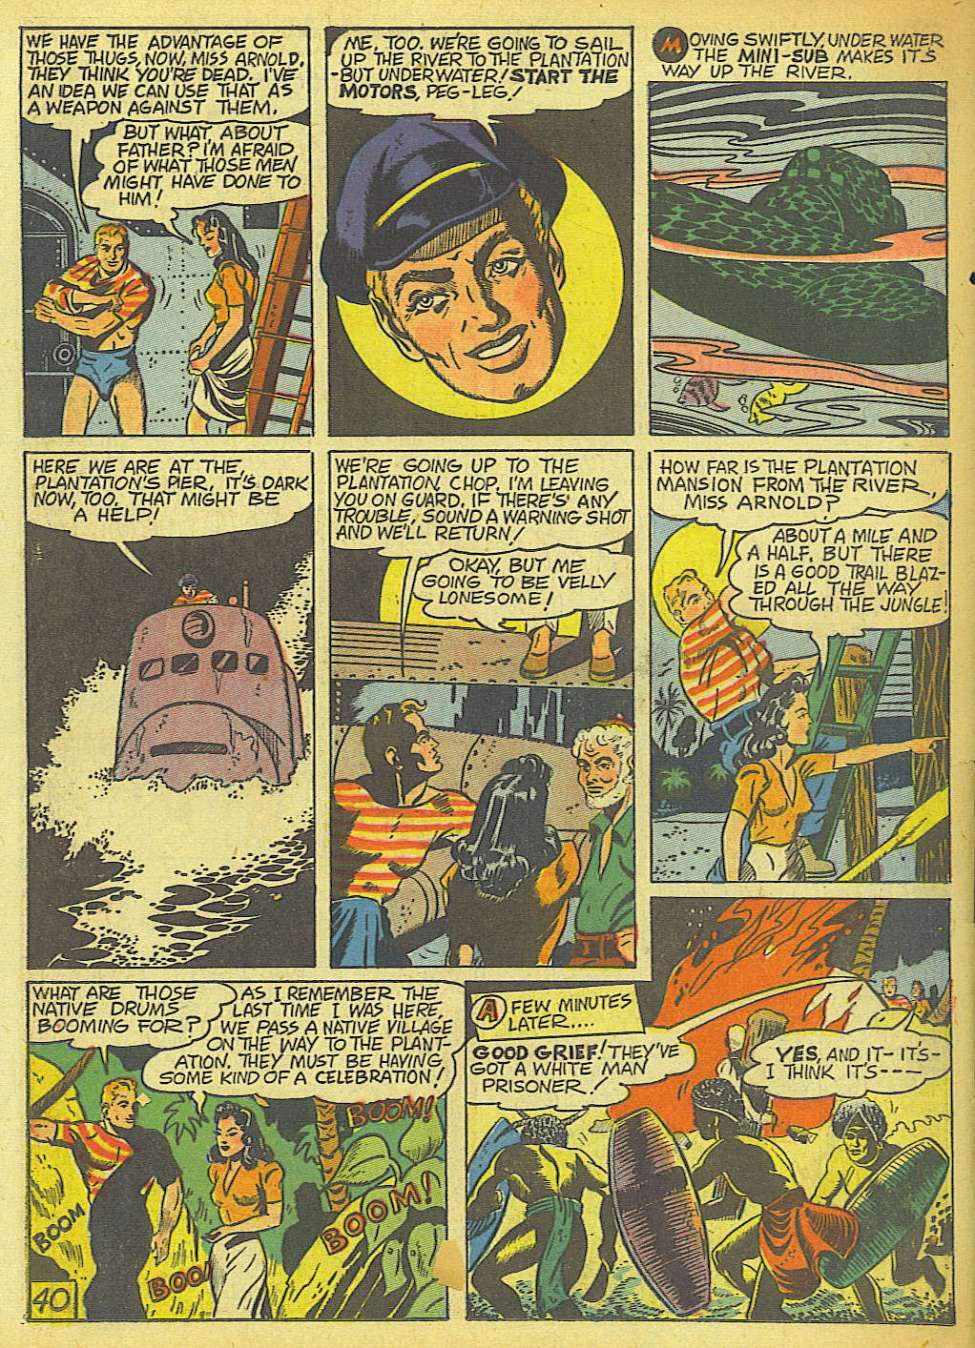 WE HAVE THE ADVANTAGE OF
THOSE THUGS, NOW, MISS ARNOLD.
THEY THINK YOU'RE DEAD. I'VE
AN IDEA WE CAN USE THAT AS
A WEAPON AGAINST THEM.
BUT WHAT ABOUT
FATHER? I'M AFRAID
OF WHAT THOSE MEN
MIGHT HAVE DONE TO
HIM!
ME, TOO. WE'RE GOING TO SAIL
UP THE RIVER TO THE PLANTATION
-BUT UNDERWATER! START THE
MOTORS, PEG-LEG!
MOVING SWIFTLY, UNDER WATER
THE MINI-SUB MAKES ITS
WAY UP THE RIVER.
HERE WE ARE AT THE
PLANTATION'S PIER, IT'S DARK
NOW, TOO. THAT MIGHT BE
A HELP!
WE'RE GOING UP TO THE
PLANTATION, CHOP. I'M LEAVING
YOU ON GUARD. IF THERE'S ANY
TROUBLE, SOUND A WARNING SHOT
AND WE'LL RETURN!
OKAY, BUT ME
GOING TO BE VELLY
LONESOME!
HOW FAR IS THE PLANTATION
MANSION FROM THE RIVER,
MISS ARNOLD?
ABOUT A MILE AND
A HALF, BUT THERE
IS A GOOD TRAIL BLAZ-
ED ALL THE WAY
THROUGH THE JUNGLE!
WHAT ARE THOSE
NATIVE DRUMS
BOOMING FOR?
AS I REMEMBER THE
LAST TIME I WAS HERE,
WE PASS A NATIVE VILLAGE
ON THE WAY TO THE PLANT-
ATION. THEY MUST BE HAVING
SOME KIND OF A CELEBRATION!
BOOM!
BOOM!
BOOM
BOOM
40
A FEW MINUTES
LATER....
GOOD GRIEF! THEY'VE
GOT A WHITE MAN
PRISONER!
YES, AND IT- IT'S-
I THINK IT'S----